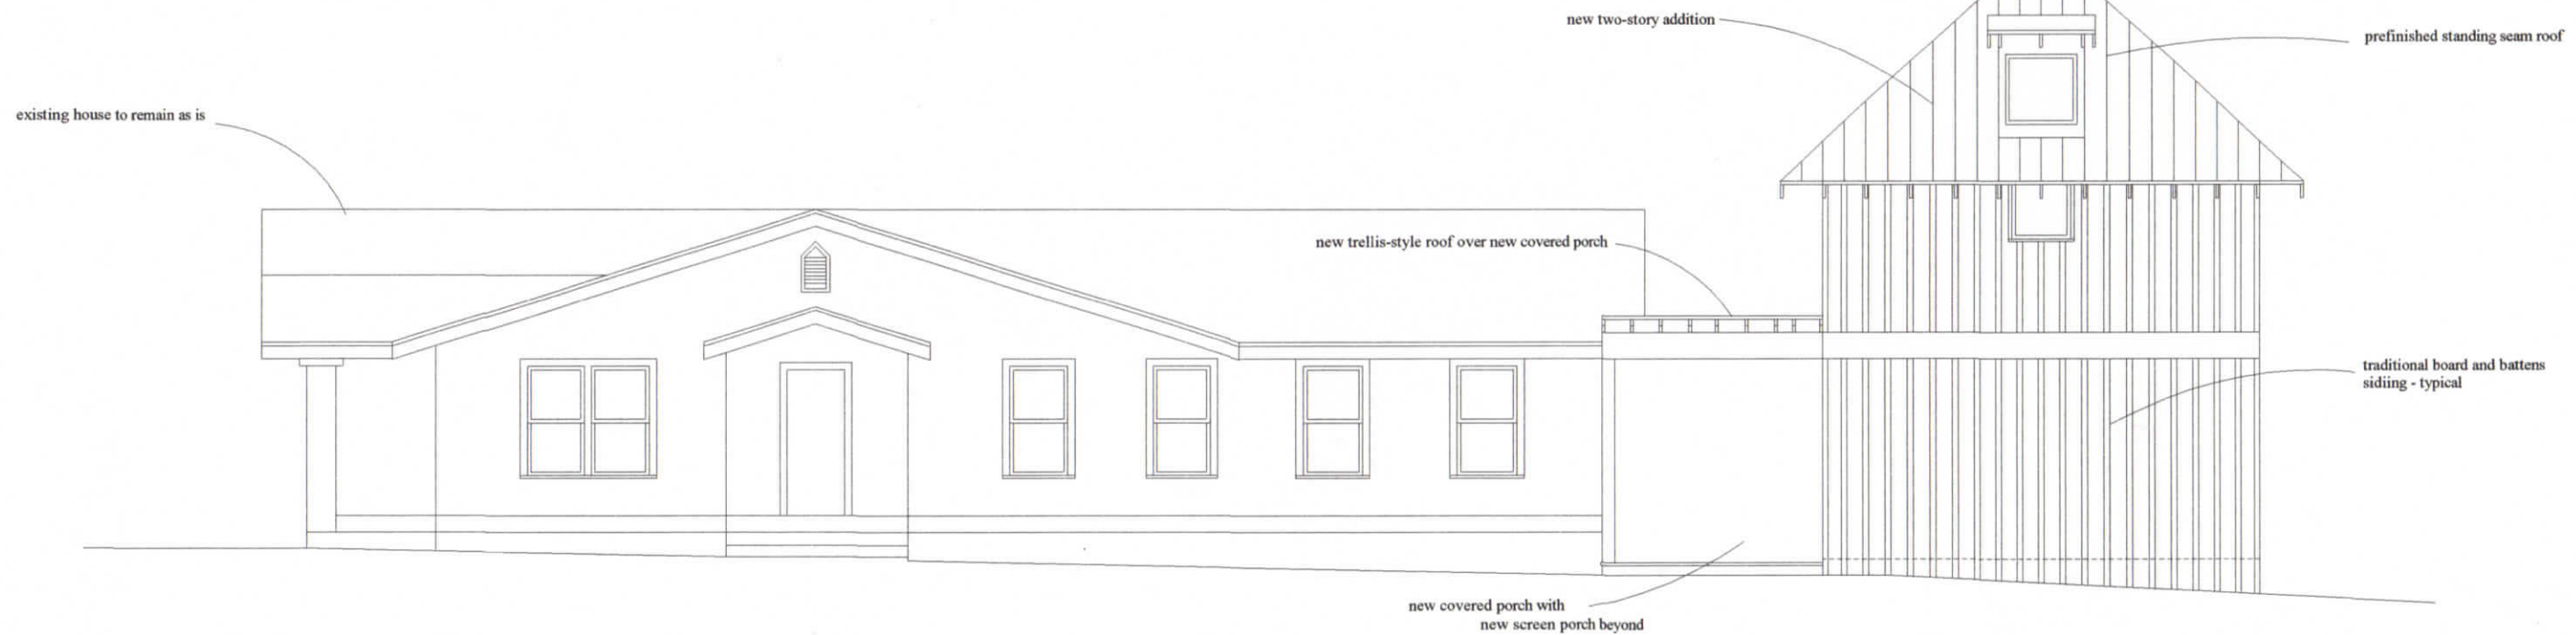 new two-story addition
prefinished standing seam roof
existing house to remain as is
new trellis-style roof over new covered porch
traditional board and battens
sidiing - typical
new covered porch with
new screen porch beyond